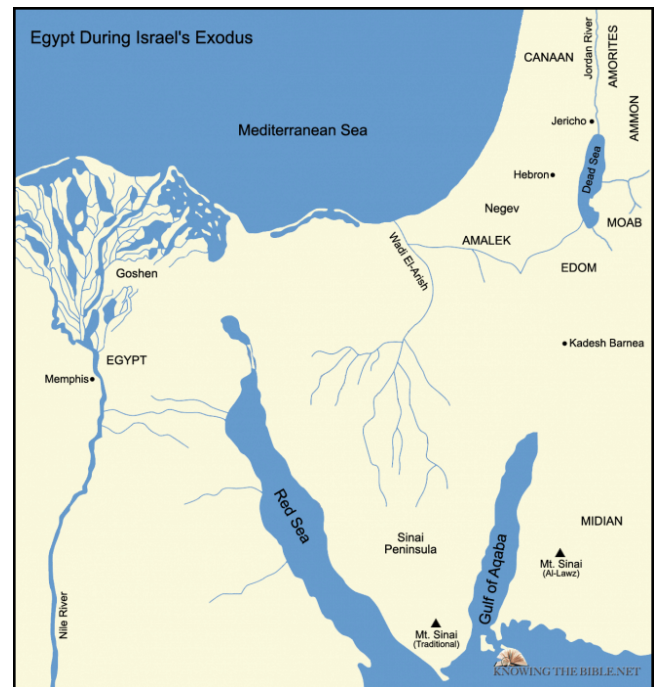 Egypt During Israel's Exodus
CANAAN
Jordan River
AMORITES
AMMON
Mediterranean Sea
Jericho
Dead Sea
Hebron
Negev
MOAB
Wadi El-Arish
AMALEK
EDOM
Goshen
Kadesh Barnea
EGYPT
Memphis
Red Sea
MIDIAN
Sinai
Peninsula
Gulf of Aqaba
Mt. Sinai
(Al-Lawz)
Nile River
Mt. Sinai
(Traditional)
KNOWING THE BIBLE.NET